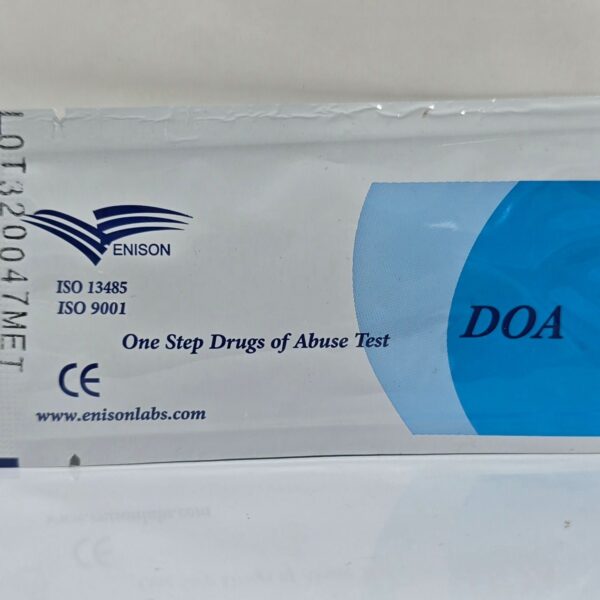 LOT320047MET
ENISON
ISO 13485
ISO 9001
One Step Drugs of Abuse Test
DOA
CE
www.enisonlabs.com